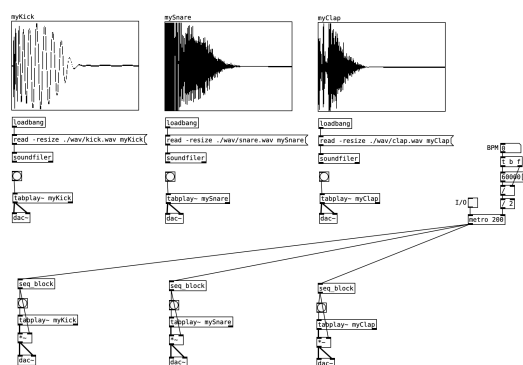 myKick
mySnare
myClap
loadbang
loadbang
loadbang
read -resize ./wav/kick.wav myKick
read -resize ./wav/snare.wav mySnare
read -resize ./wav/clap.wav myClap
soundfiler
soundfiler
soundfiler
BPM 0
t b f
60000
/
/ 2
I/O
metro 200
tabplay~ myKick
tabplay~ mySnare
tabplay~ myClap
dac~
dac~
dac~
seq_block
seq_block
seq_block
tabplay~ myKick
tabplay~ mySnare
tabplay~ myClap
*~
*~
*~
dac~
dac~
dac~